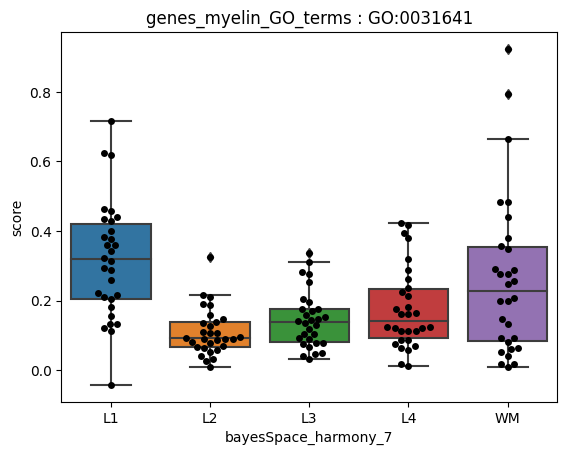 genes_myelin_GO_terms : GO:0031641
0.8
0.6
0.4
0.2
0.0
score
L1 L2 L3 L4 WM
bayesSpace_harmony_7